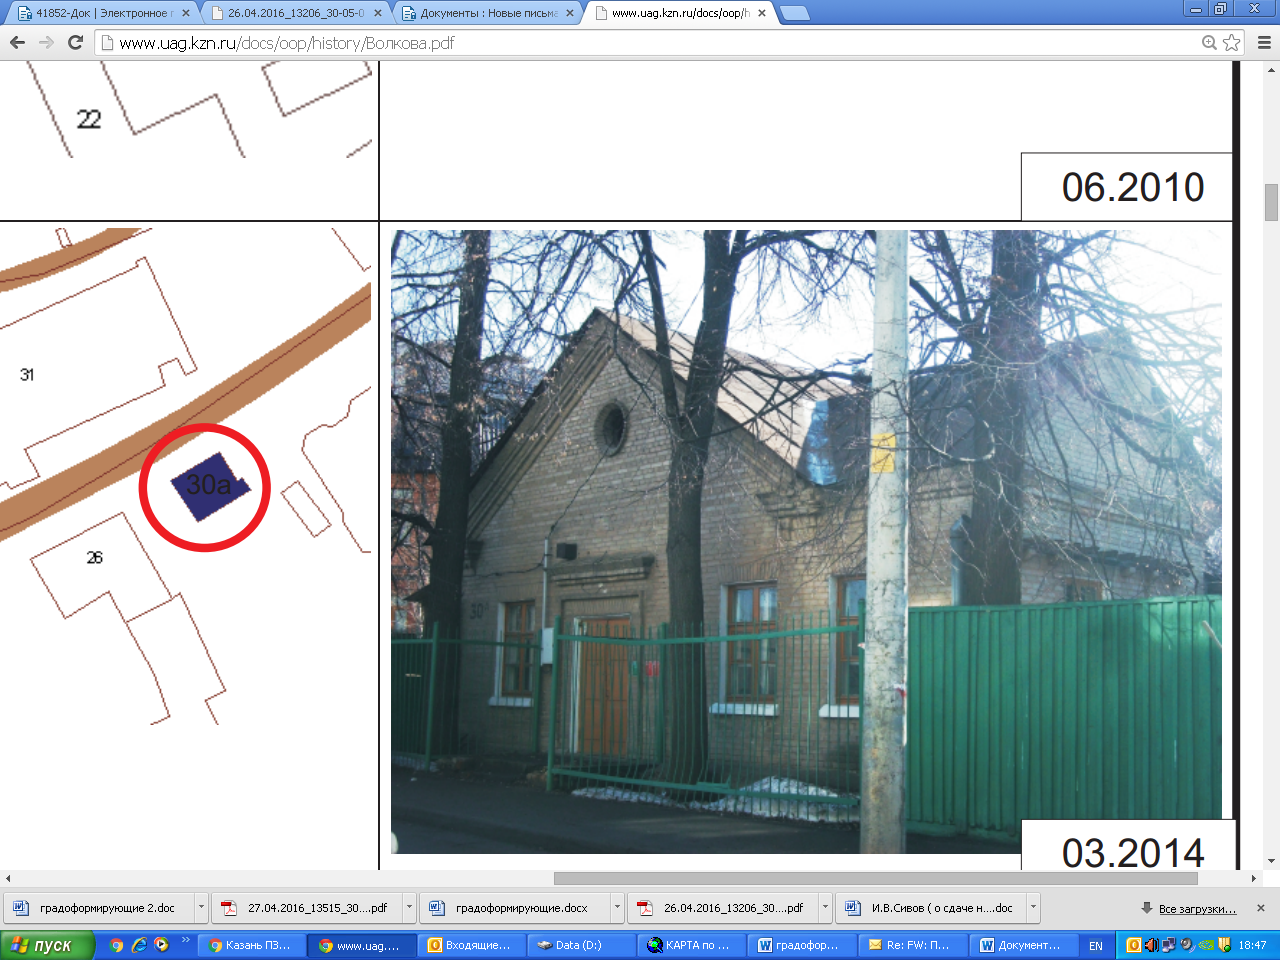 41852-Док | Электронное г
26.04.2016_13206_30-05-0
Документы : Новые письма
www.uag.kzn.ru/docs/oop/h
www.uag.kzn.ru/docs/oop/history/Волкова.pdf
22
06.2010
31
30а
26
30
03.2014
градоформирующие 2.doc
27.04.2016_13515_30....pdf
градоформирующие.docx
26.04.2016_13206_30....pdf
И.В.Сивов ( о сдаче н....doc
Все загрузки...
пуск
Казань ПЗ...
www.uag....
Входящие...
Data (D:)
КАРТА по ...
градофор...
Re: FW: П...
Документ...
EN
18:47